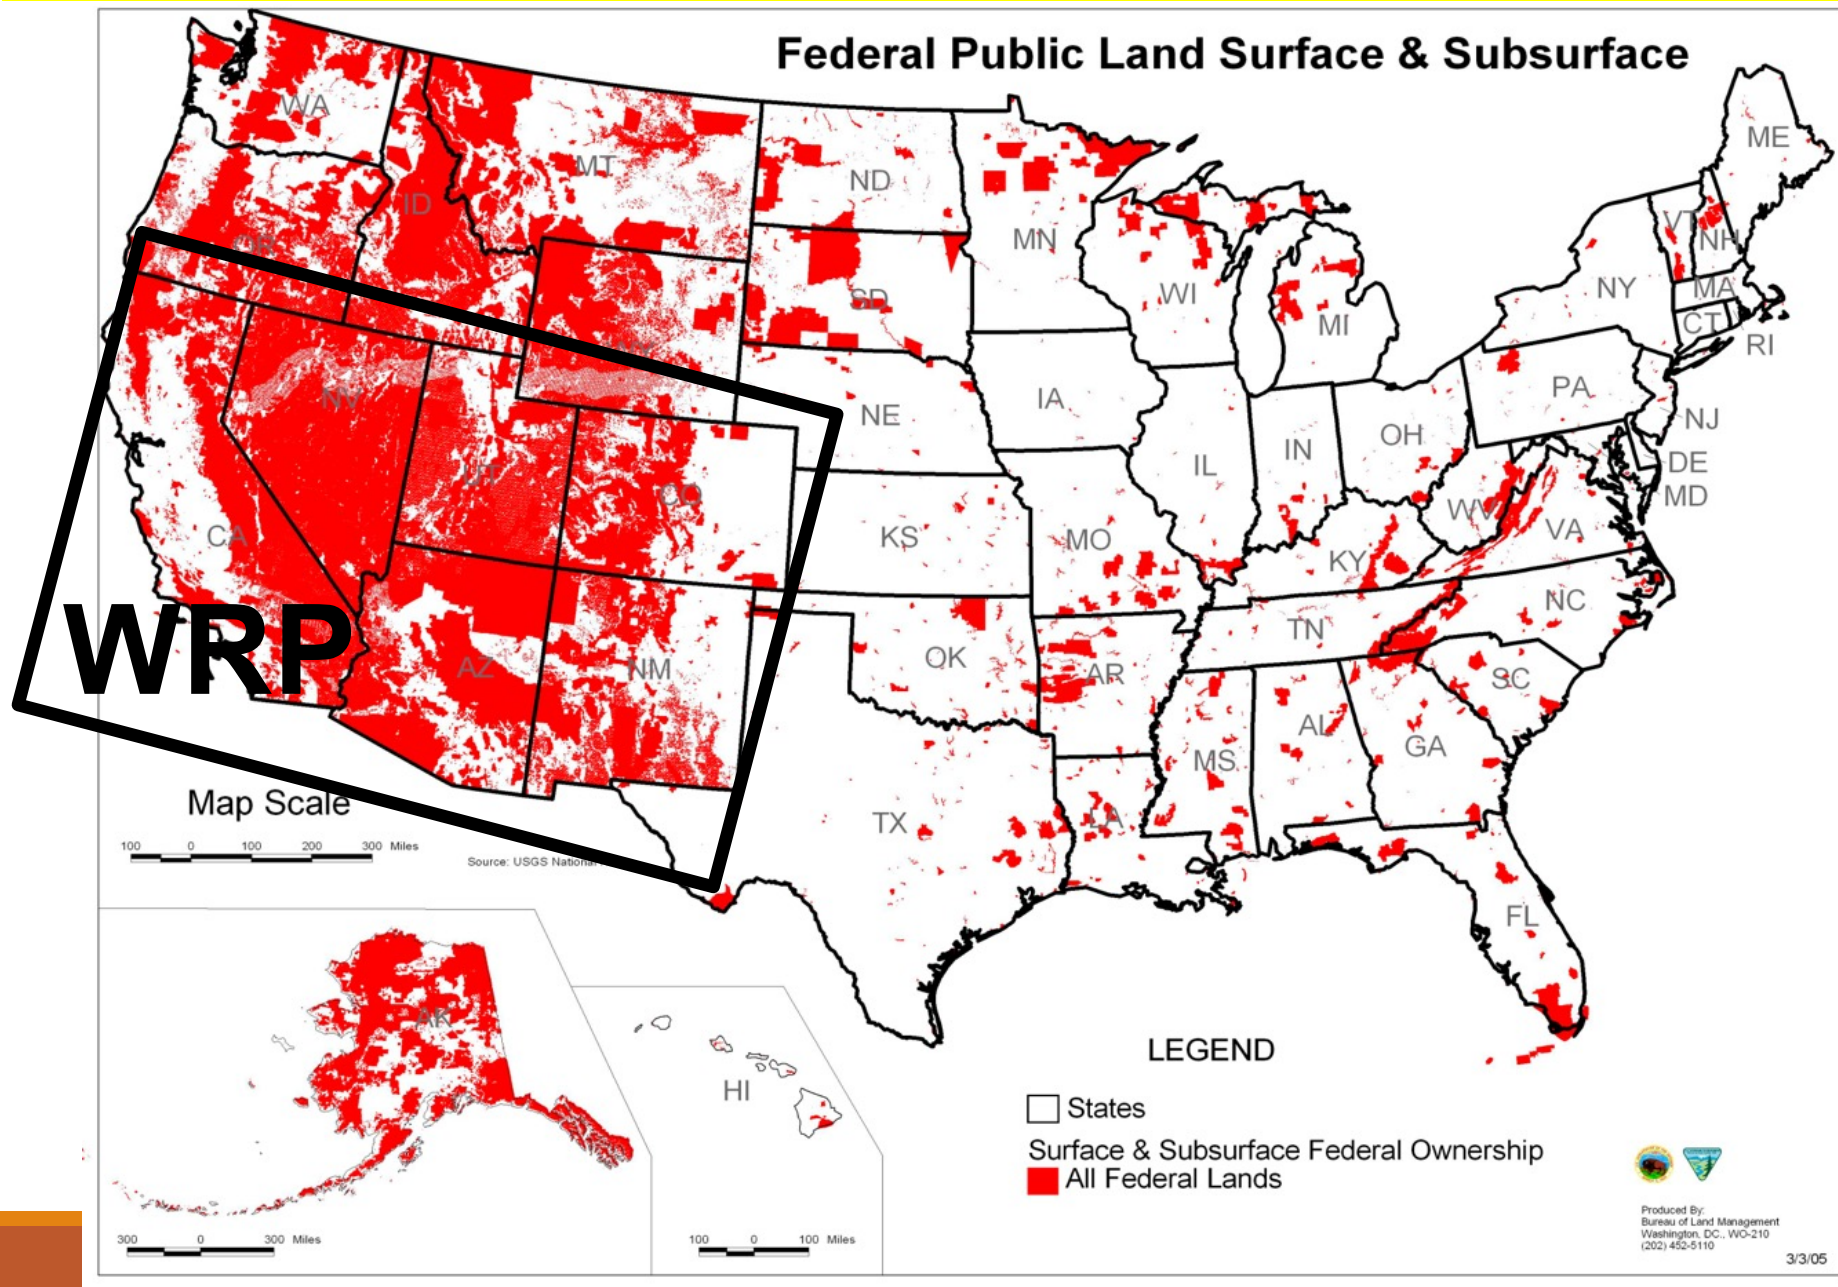 Federal Public Land Surface & Subsurface
WA
MT
ND
ME
ID
OR
MN
VT
NH
SD
WI
NY
MA
WY
MI
CT
RI
NV
NE
IA
PA
NJ
UT
CO
IL
IN
OH
DE
MD
CA
KS
MO
WV
VA
KY
WRP
AZ
NM
OK
AR
TN
NC
SC
TX
LA
MS
AL
GA
FL
Map Scale
100 0 100 200 300 Miles
Source: USGS National
AK
HI
300 0 300 Miles
100 0 100 Miles
LEGEND
States
Surface & Subsurface Federal Ownership
All Federal Lands
Produced By:
Bureau of Land Management
Washington, DC., WO-210
(202) 452-5110
3/3/05